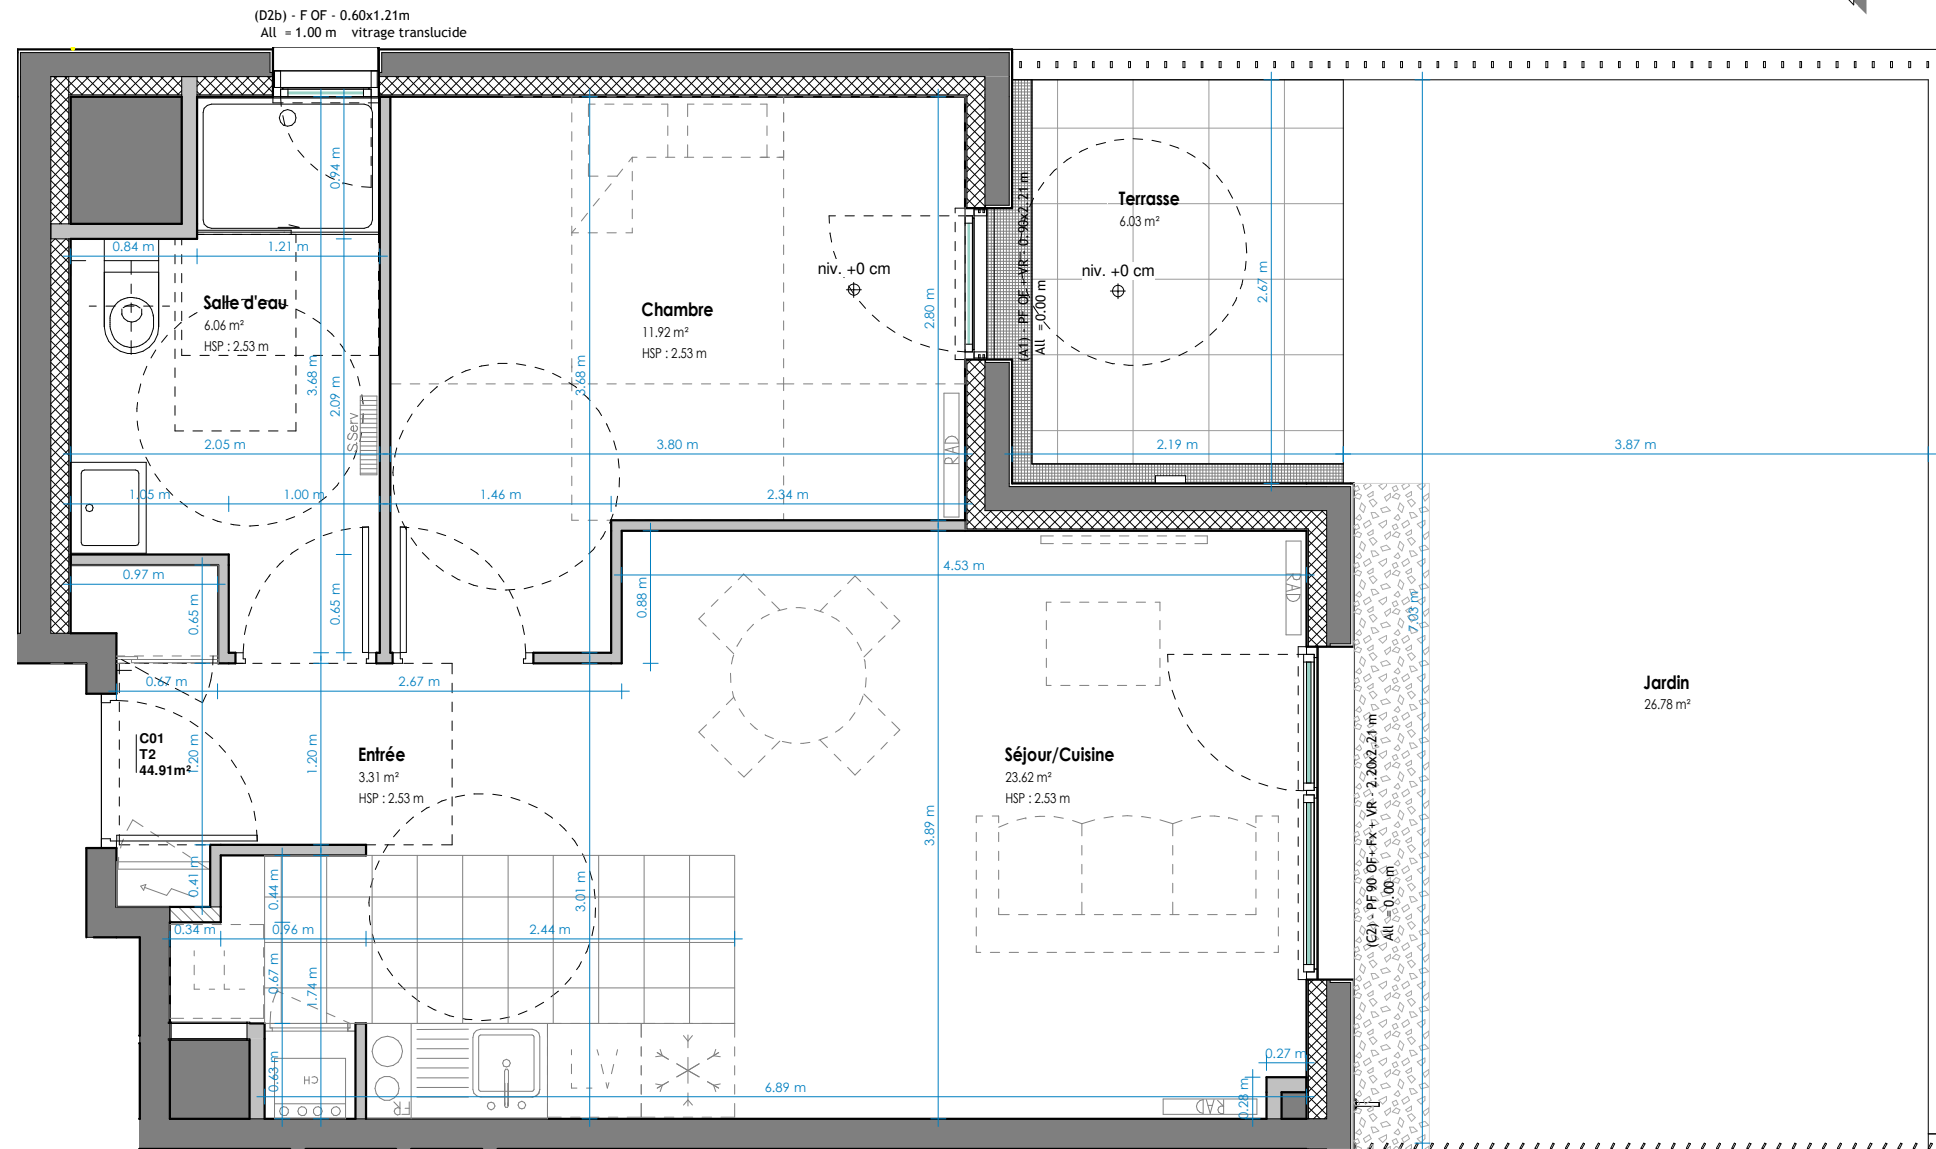 (D2b) - F OF - 0.60x1.21m
All = 1.00 m vitrage translucide
0.94 m
0.84 m
1.21 m
Salle d'eau
6.06 m²
HSP : 2.53 m
3.68 m
2.09 m
S.Serv
2.05 m
1.05 m
1.00 m
0.97 m
0.65 m
0.65 m
Chambre
11.92 m²
HSP : 2.53 m
3.68 m
niv. +0 cm
2.80 m
3.80 m
RAD
1.46 m
2.34 m
(A1) - PF OF + VR - 0.90x2.21 m
All = 0.00 m
Terrasse
6.03 m²
niv. +0 cm
2.67 m
2.19 m
3.87 m
4.53 m
0.88 m
RAD
7.03 m
0.67 m
2.67 m
C01
T2
44.91m²
1.20 m
1.20 m
Entrée
3.31 m²
HSP : 2.53 m
Séjour/Cuisine
23.62 m²
HSP : 2.53 m
3.89 m
Jardin
26.78 m²
(C2) - PF 90 OF+ Fx + VR - 2.20x2.21 m
All = 0.00 m
0.41 m
0.44 m
3.01 m
0.34 m
0.96 m
2.44 m
0.67 m
1.74 m
0.63 m
CH
FR
LV
6.89 m
RAD
0.27 m
0.28 m